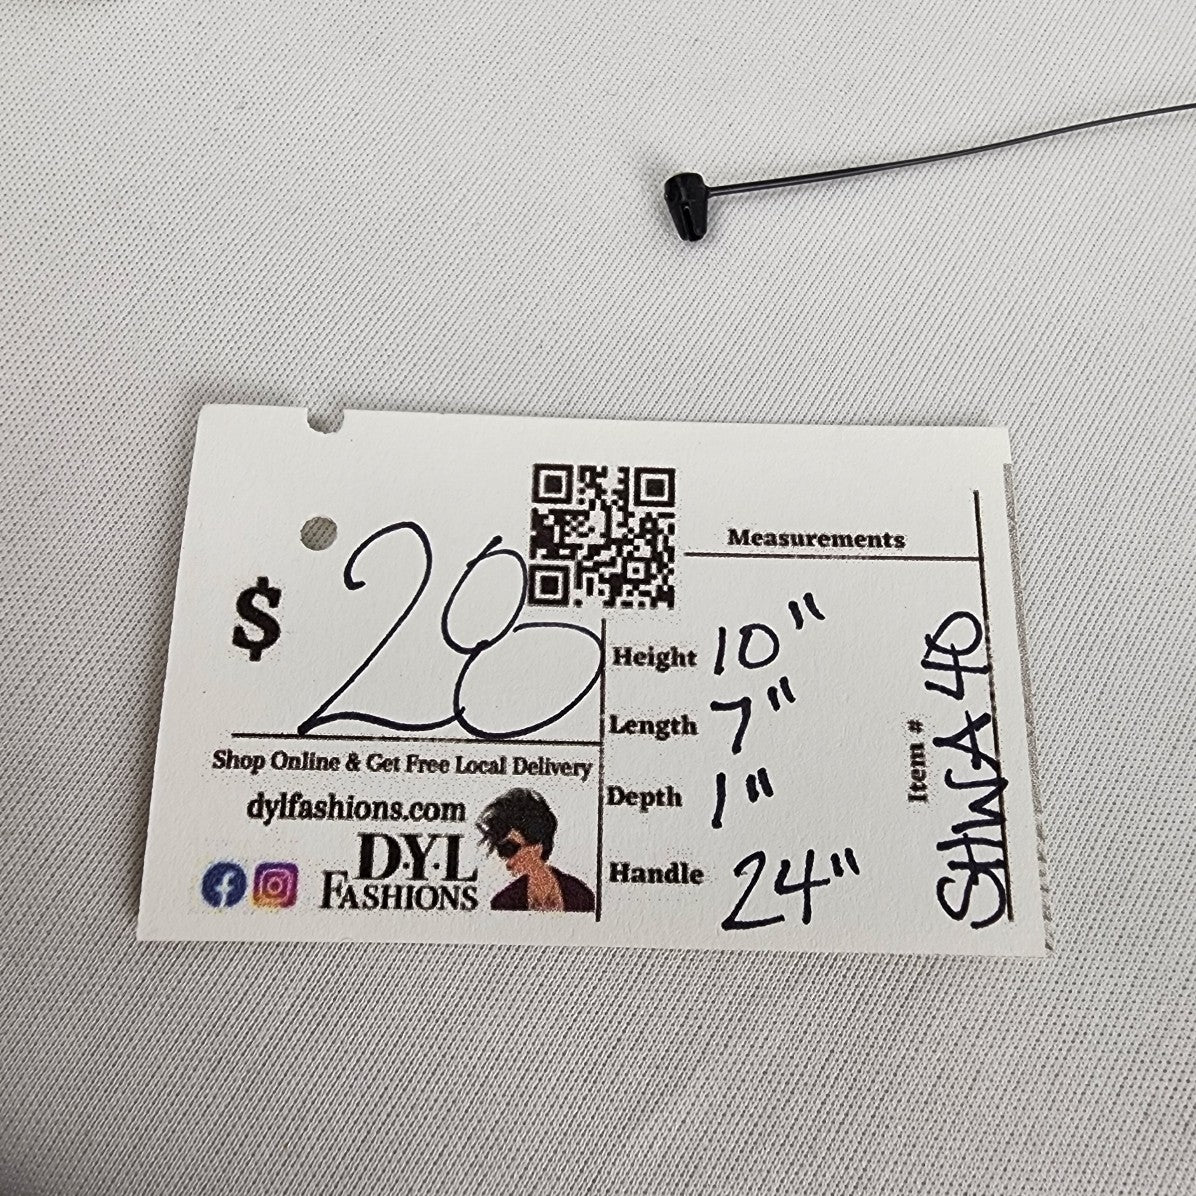 $ 28
Shop Online & Get Free Local Delivery
dylfashions.com
D·Y·L
FASHIONS
Measurements
Height 10"
Length 7"
Depth 1"
Handle 24"
Item # SHWA40